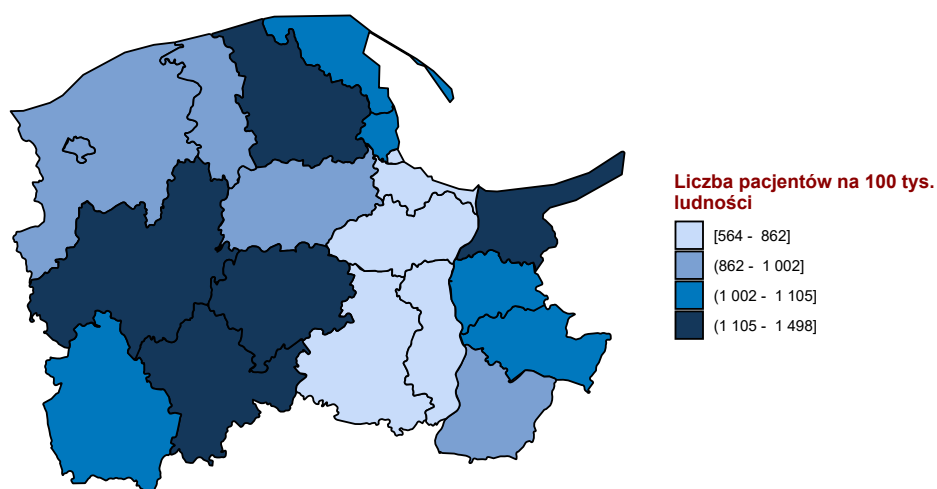 Liczba pacjentów na 100 tys.
ludności
[564 - 862]
(862 - 1 002]
(1 002 - 1 105]
(1 105 - 1 498]